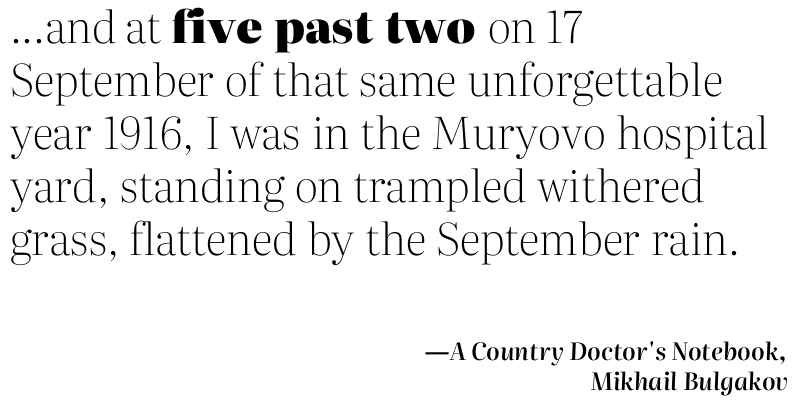 ...and at five past two on 17
September of that same unforgettable
year 1916, I was in the Muryovo hospital
yard, standing on trampled withered
grass, flattened by the September rain.
—A Country Doctor's Notebook,
Mikhail Bulgakov